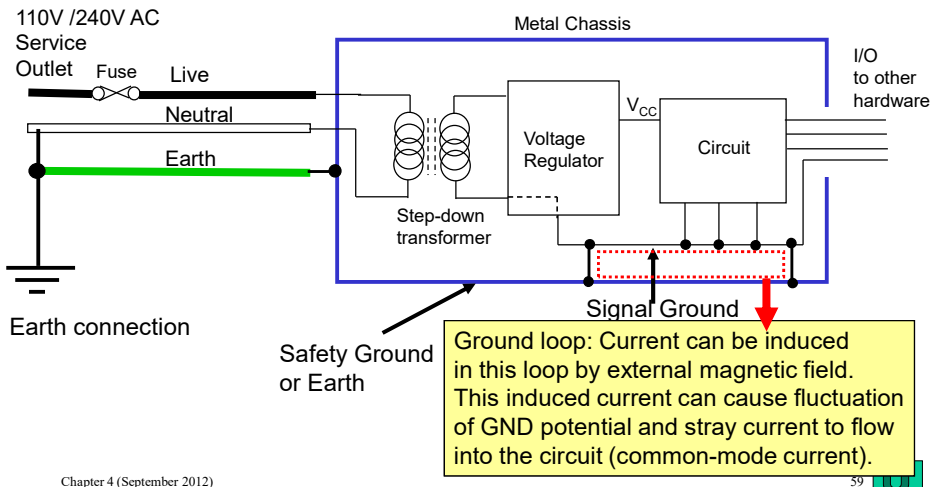 110V /240V AC
Service
Outlet
Fuse
Live
Neutral
Earth
Earth connection
Metal Chassis
I/O
to other
hardware
V_CC
Voltage
Regulator
Circuit
Step-down
transformer
Signal Ground
Safety Ground
or Earth
Ground loop: Current can be induced
in this loop by external magnetic field.
This induced current can cause fluctuation
of GND potential and stray current to flow
into the circuit (common-mode current).
Chapter 4 (September 2012)
59